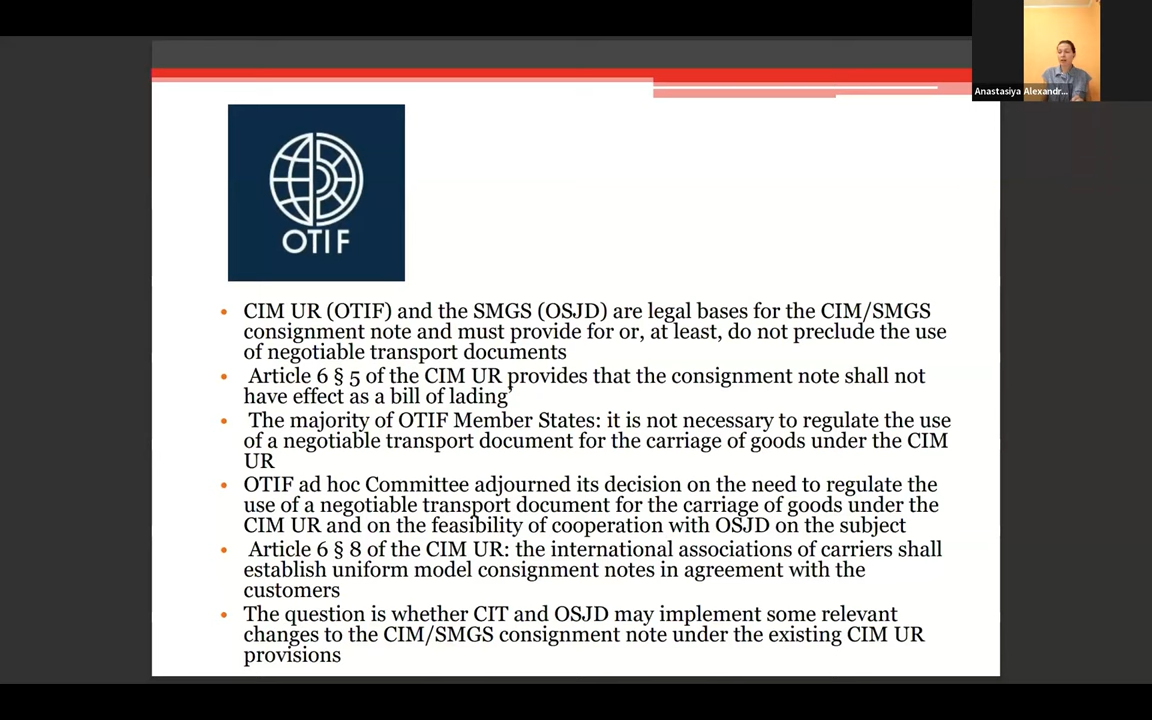 Anastasiya Alexandr...
OTIF
• CIM UR (OTIF) and the SMGS (OSJD) are legal bases for the CIM/SMGS
consignment note and must provide for or, at least, do not preclude the use
of negotiable transport documents
• Article 6 § 5 of the CIM UR provides that the consignment note shall not
have effect as a bill of lading’
• The majority of OTIF Member States: it is not necessary to regulate the use
of a negotiable transport document for the carriage of goods under the CIM
UR
• OTIF ad hoc Committee adjourned its decision on the need to regulate the
use of a negotiable transport document for the carriage of goods under the
CIM UR and on the feasibility of cooperation with OSJD on the subject
• Article 6 § 8 of the CIM UR: the international associations of carriers shall
establish uniform model consignment notes in agreement with the
customers
• The question is whether CIT and OSJD may implement some relevant
changes to the CIM/SMGS consignment note under the existing CIM UR
provisions